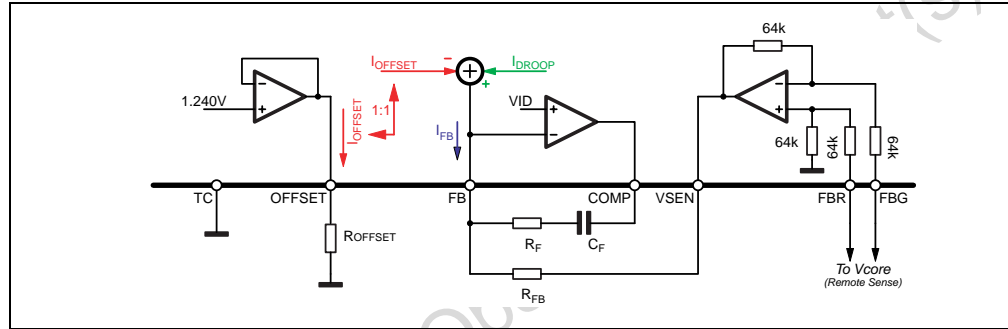 64k
IOFFSET
−
IDROOP
+
−
+
1.240V
IOFFSET
1:1
VID
+
−
IFB
−
+
64k
64k
64k
TC
OFFSET
FB
COMP
VSEN
FBR
FBG
ROFFSET
RF
CF
RFB
To Vcore
(Remote Sense)